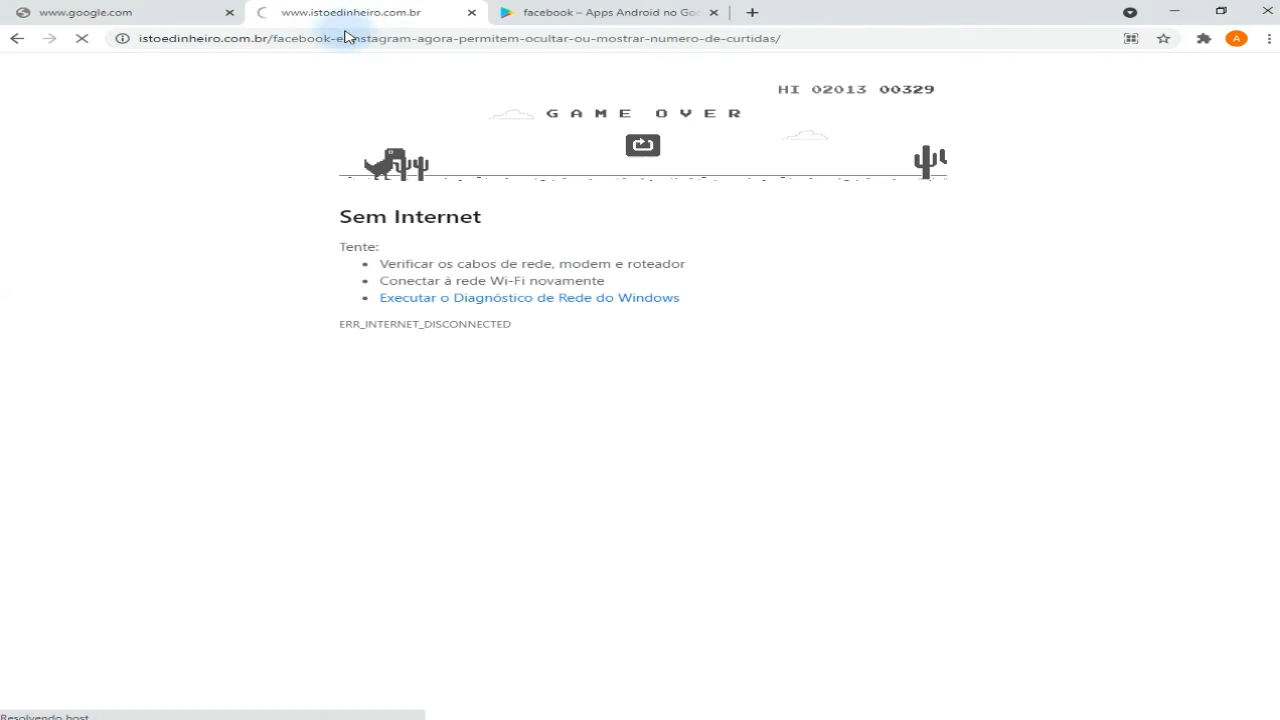 www.google.com
www.istoedinheiro.com.br
facebook – Apps Android no Go
istoedinheiro.com.br/facebook-e-instagram-agora-permitem-ocultar-ou-mostrar-numero-de-curtidas/
A
HI 02013 00329
GAME OVER
Sem Internet
Tente:
• Verificar os cabos de rede, modem e roteador
• Conectar à rede Wi-Fi novamente
• Executar o Diagnóstico de Rede do Windows
ERR_INTERNET_DISCONNECTED
Resolvendo host